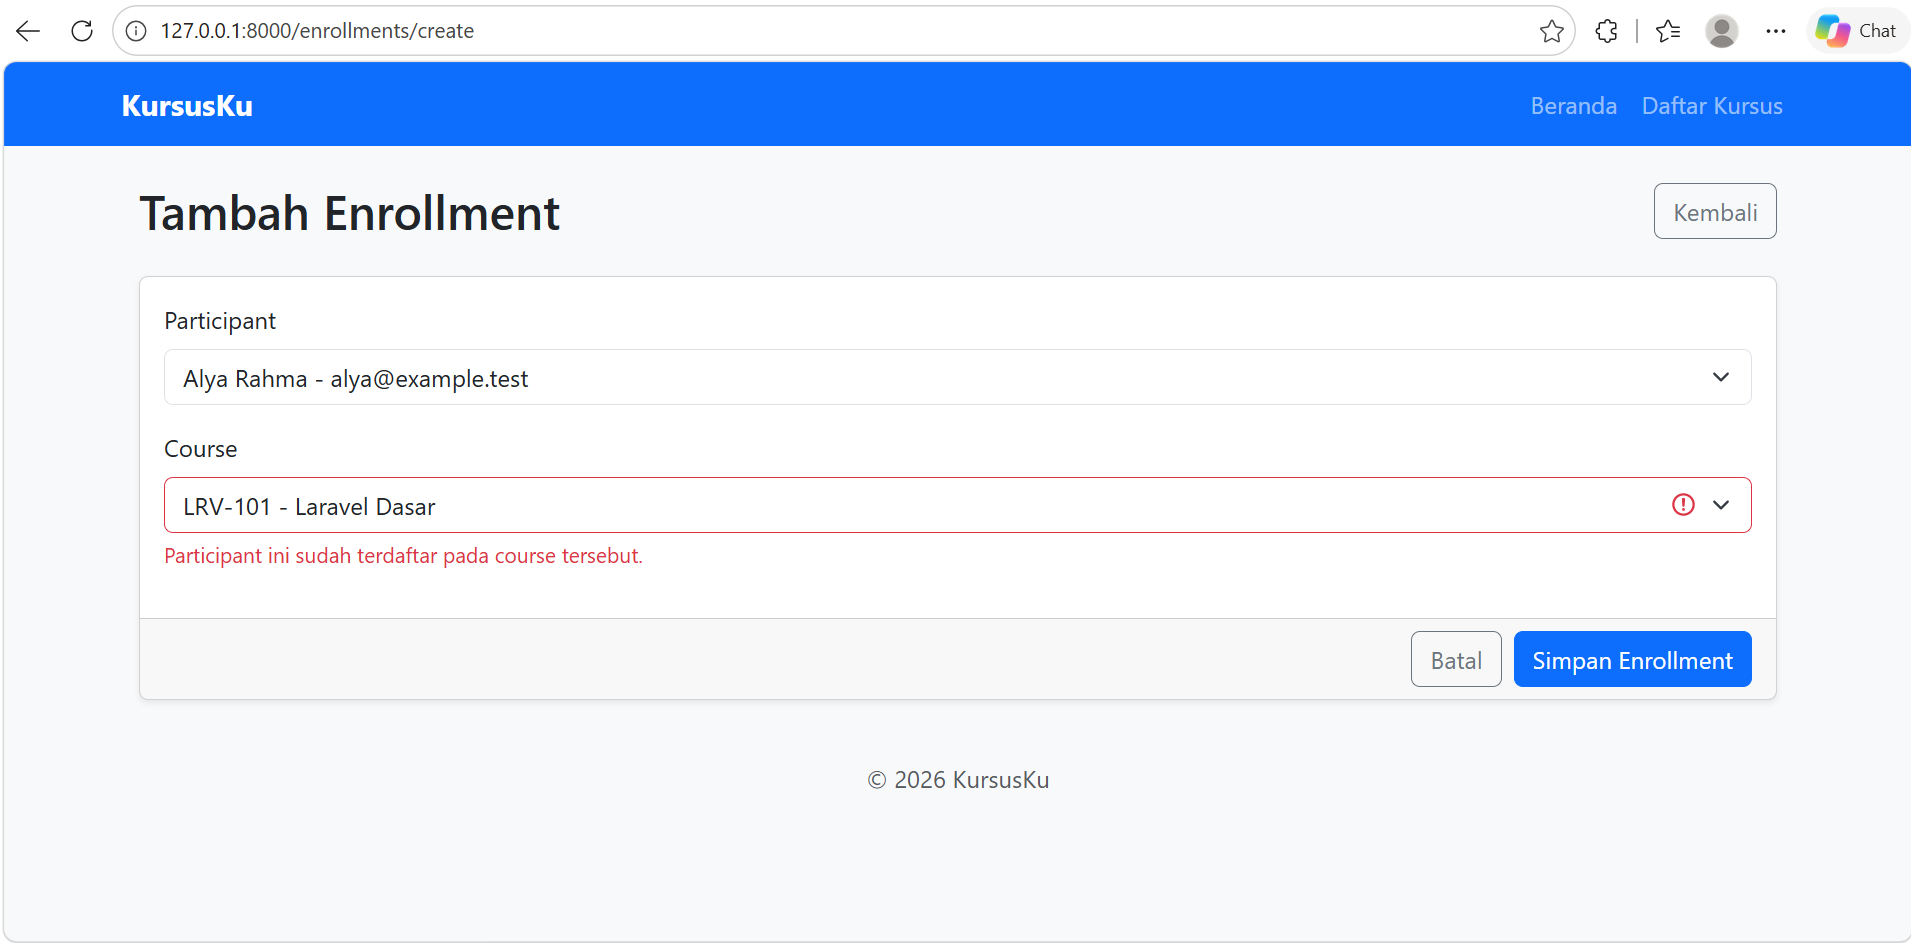 127.0.0.1:8000/enrollments/create
Chat
KursusKu
Beranda Daftar Kursus
Tambah Enrollment
Kembali
Participant
Alya Rahma - alya@example.test
Course
LRV-101 - Laravel Dasar
Participant ini sudah terdaftar pada course tersebut.
Batal
Simpan Enrollment
© 2026 KursusKu